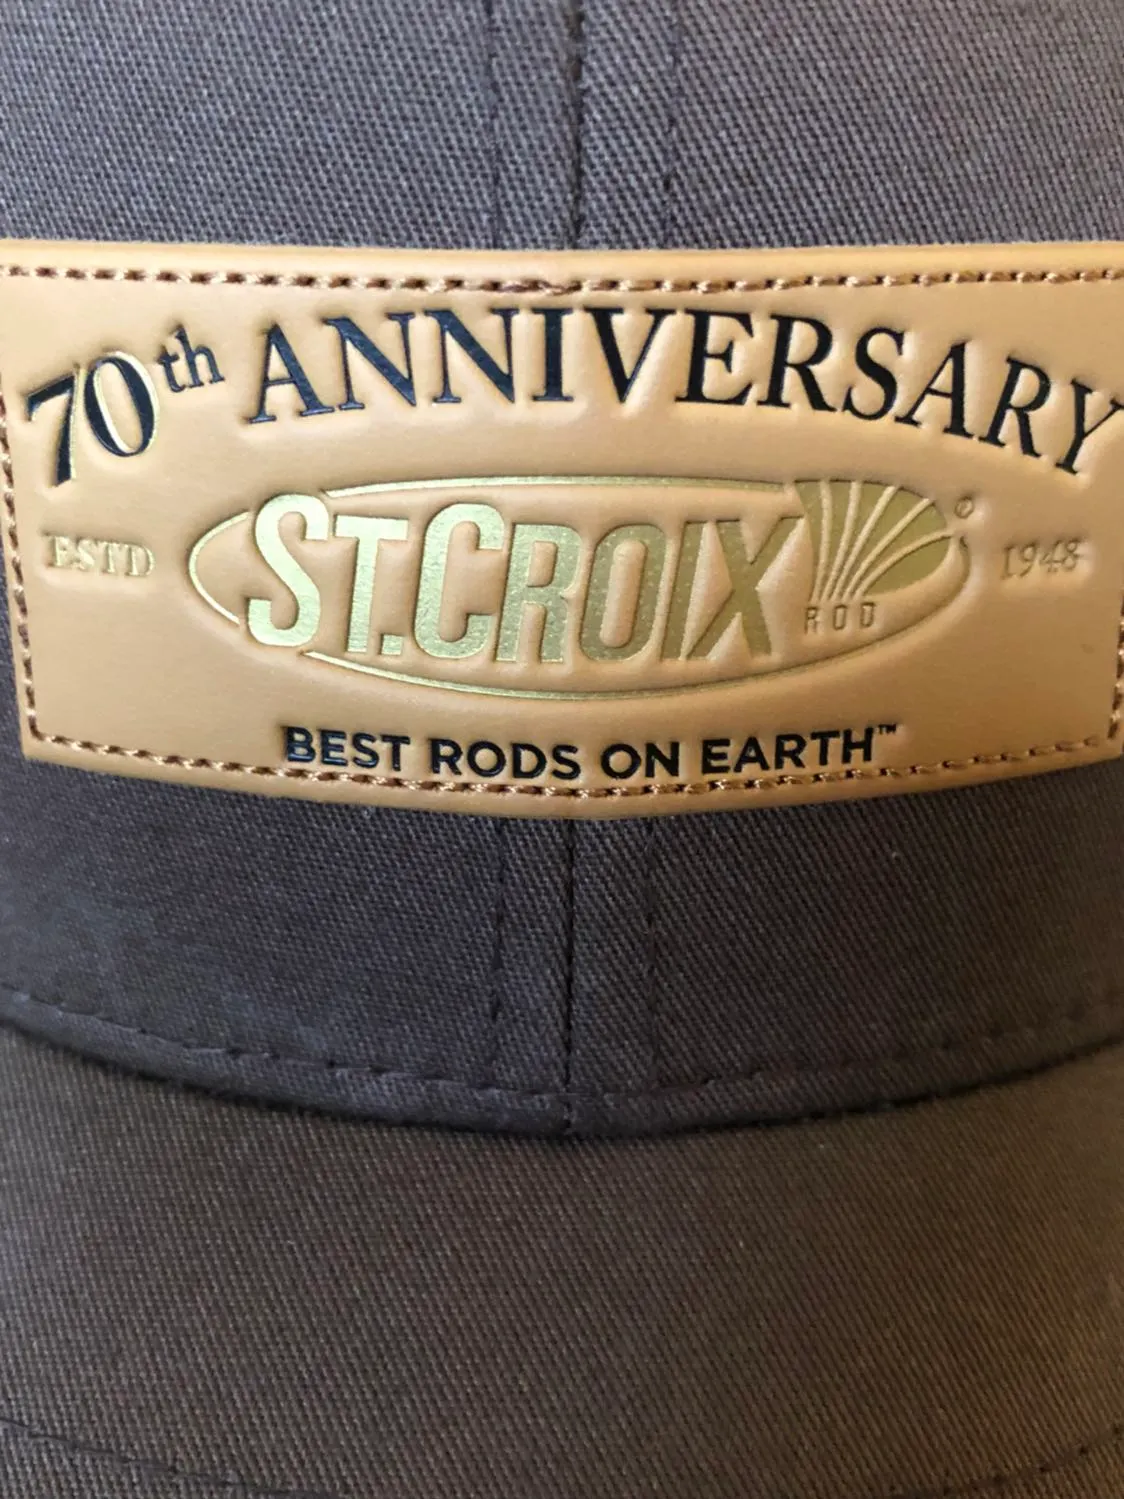 70th ANNIVERSARY
ESTD ST.CROIX ® 1948
ROD
BEST RODS ON EARTH™